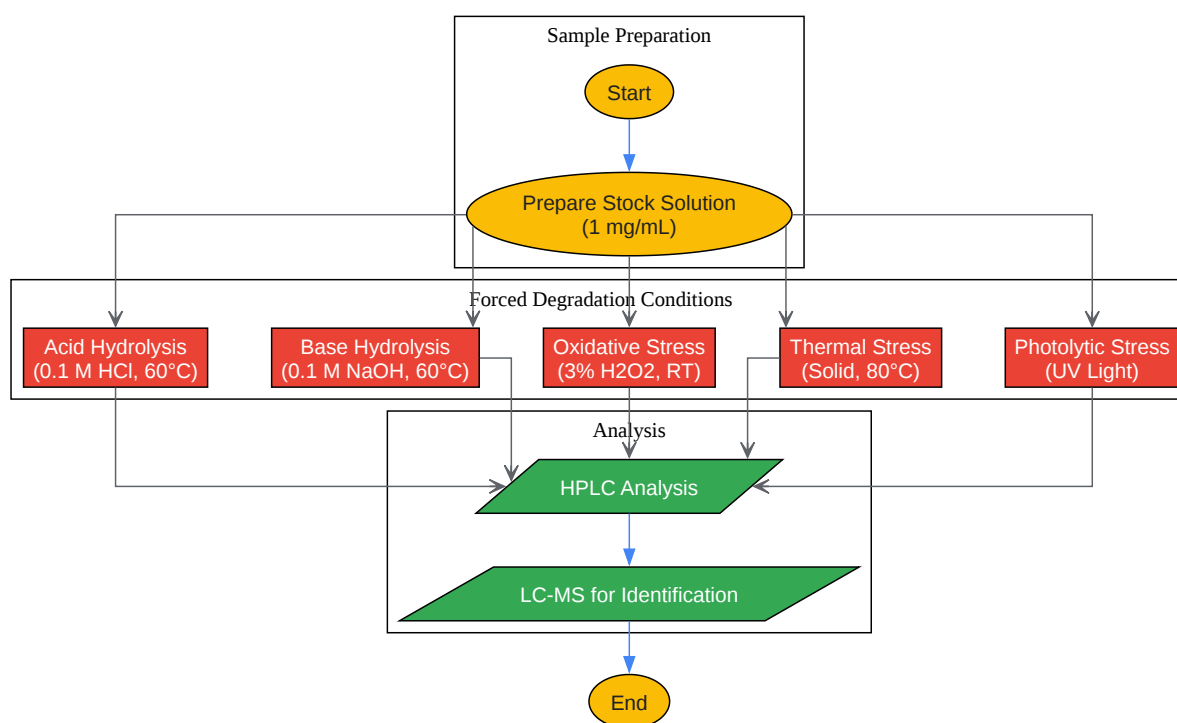 Sample Preparation
Start
Prepare Stock Solution
(1 mg/mL)
Forced Degradation Conditions
Acid Hydrolysis
(0.1 M HCl, 60°C)
Base Hydrolysis
(0.1 M NaOH, 60°C)
Oxidative Stress
(3% H2O2, RT)
Thermal Stress
(Solid, 80°C)
Photolytic Stress
(UV Light)
Analysis
HPLC Analysis
LC-MS for Identification
End